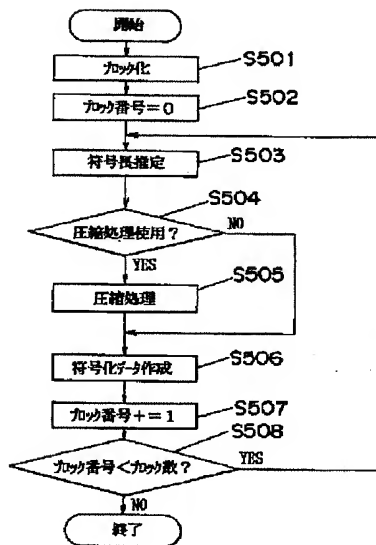 開始
ブロック化
S501
ブロック番号=0
S502
符号長推定
S503
S504
圧縮処理使用?
NO
YES
圧縮処理
S505
符号化データ作成
S506
ブロック番号+=1
S507
S508
ブロック番号<ブロック数?
YES
NO
終了